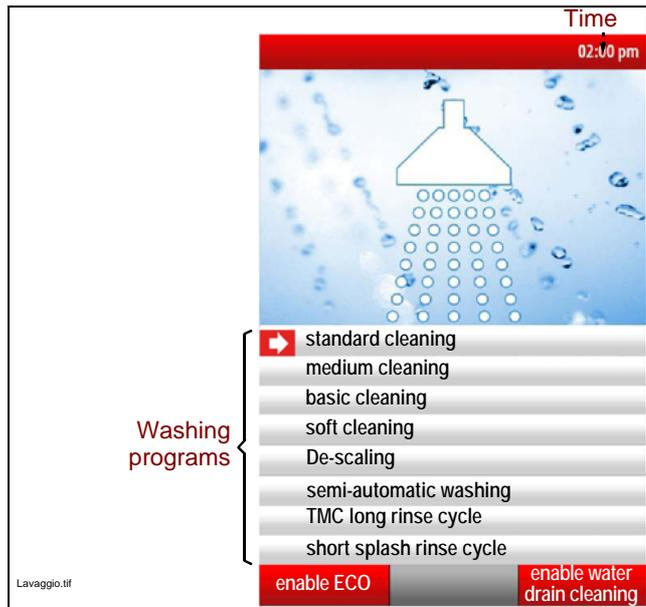 Time
02:00 pm
standard cleaning
medium cleaning
basic cleaning
soft cleaning
De-scaling
semi-automatic washing
TMC long rinse cycle
short splash rinse cycle
Washing
programs
enable ECO
enable water
drain cleaning
Lavaggio.tif